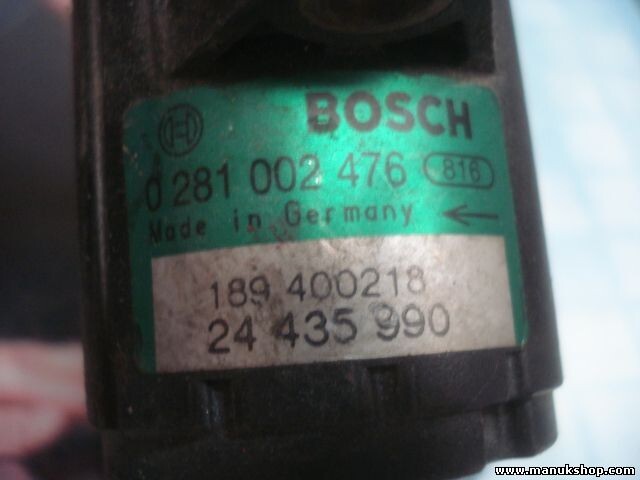 BOSCH
0 281 002 476 816
Made in Germany
189 400218
24 435 990
www.manukshop.com